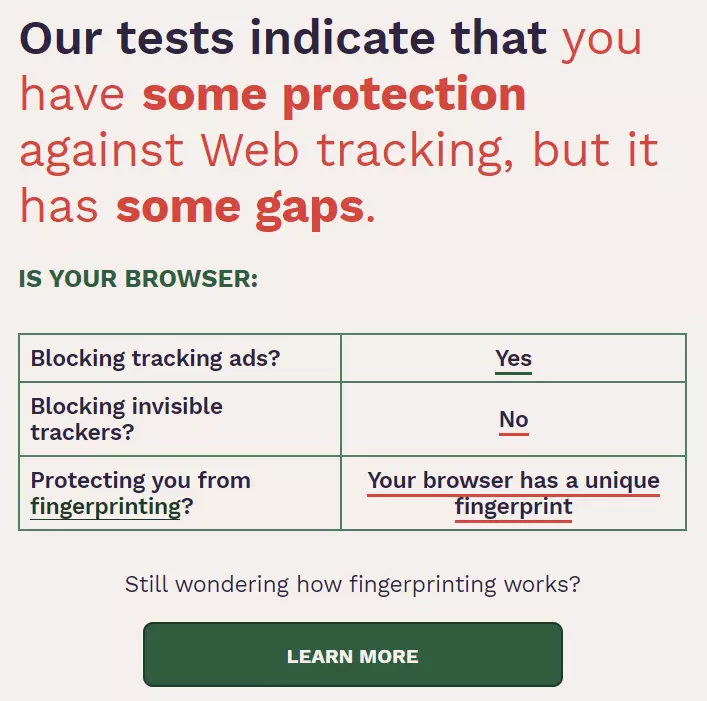 Our tests indicate that you
have some protection
against Web tracking, but it
has some gaps.
IS YOUR BROWSER:
Blocking tracking ads?
Yes
Blocking invisible
trackers?
No
Protecting you from
fingerprinting?
Your browser has a unique
fingerprint
Still wondering how fingerprinting works?
LEARN MORE